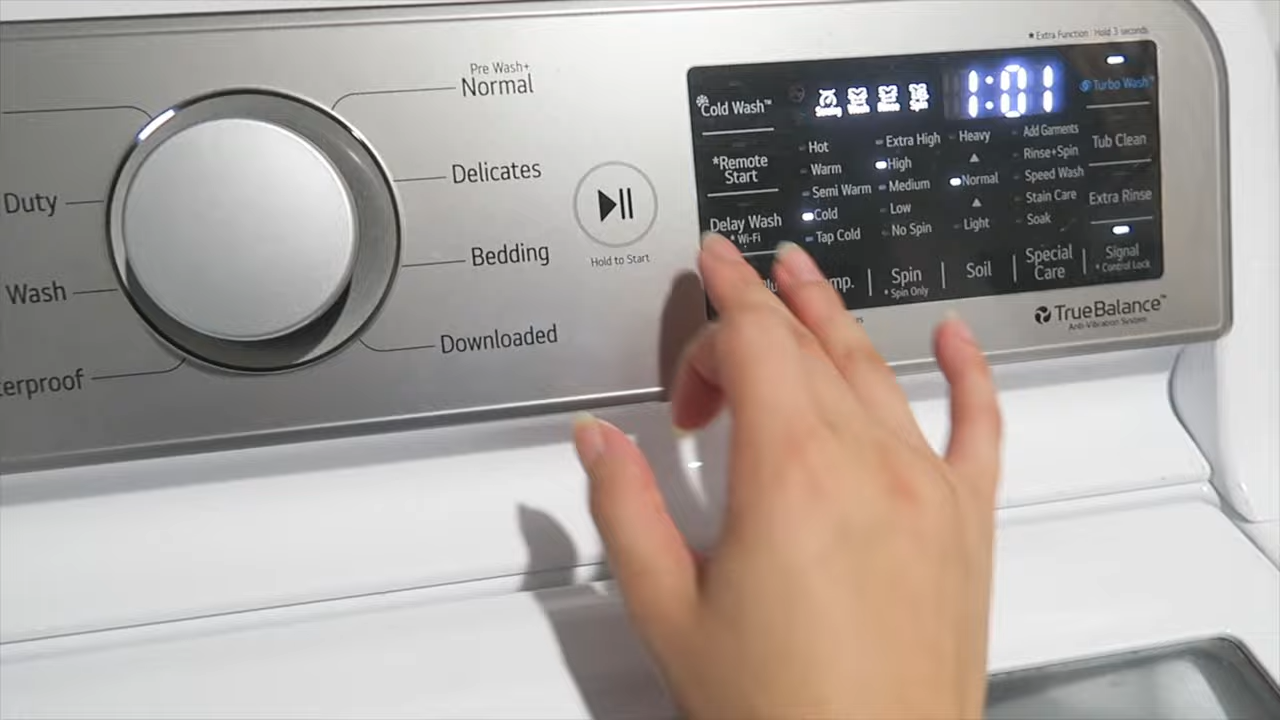 * Extra Function : Hold 3 seconds
Pre Wash+
Normal
Delicates
Bedding
Downloaded
Duty
Wash
erproof
Hold to Start
Cold Wash™
*Remote
Start
Delay Wash
* Wi-Fi
1:01
Turbo Wash™
Tub Clean
Extra Rinse
Signal
* Control Lock
Hot
Warm
Semi Warm
Cold
Tap Cold
mp.
Extra High
High
Medium
Low
No Spin
Spin
* Spin Only
Heavy
Normal
Light
Soil
Add Garments
Rinse+Spin
Speed Wash
Stain Care
Soak
Special
Care
TrueBalance™
Anti-Vibration System